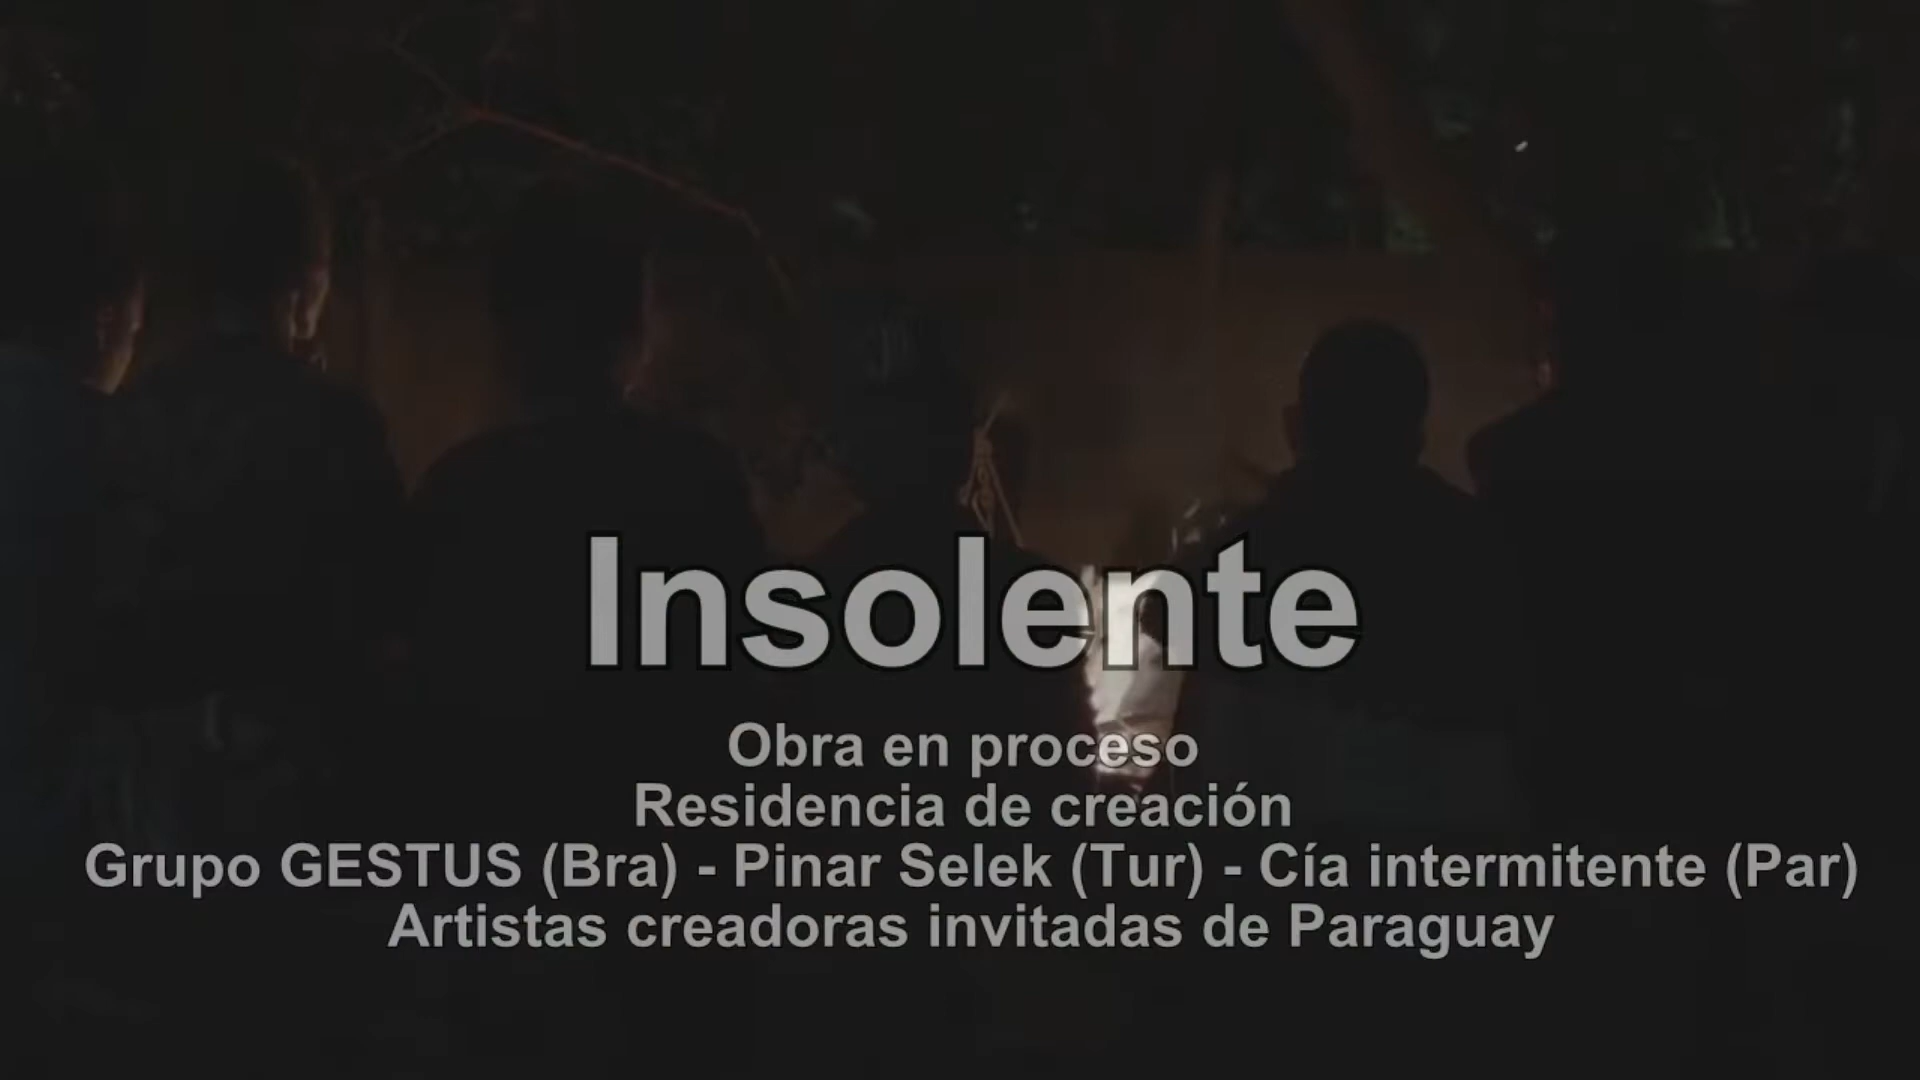 Insolente
Obra en proceso
Residencia de creación
Grupo GESTUS (Bra) - Pinar Selek (Tur) - Cía intermitente (Par)
Artistas creadoras invitadas de Paraguay